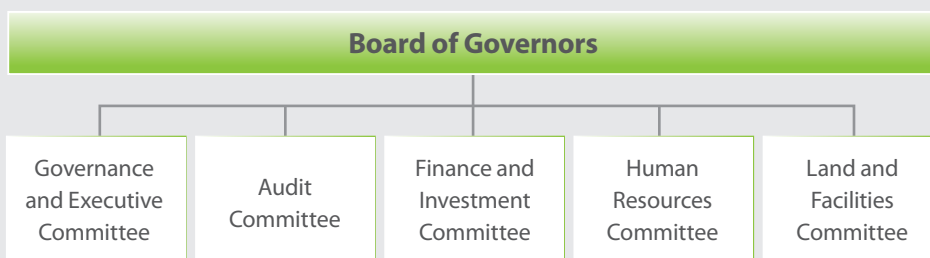 Board of Governors
Governance
and Executive
Committee
Audit
Committee
Finance and
Investment
Committee
Human
Resources
Committee
Land and
Facilities
Committee